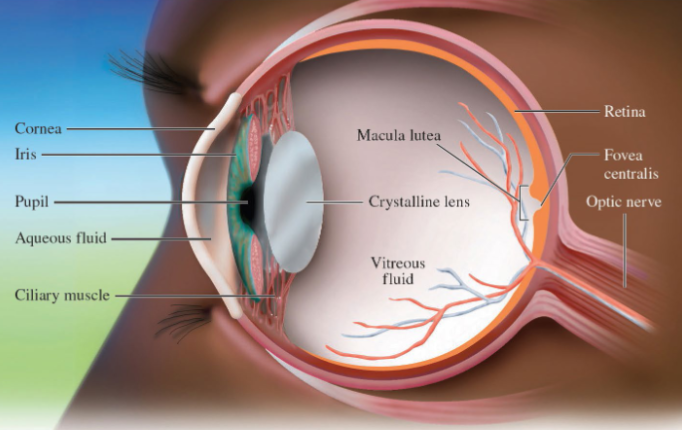 Cornea
Iris
Pupil
Aqueous fluid
Ciliary muscle
Macula lutea
Crystalline lens
Vitreous
fluid
Retina
Fovea
centralis
Optic nerve